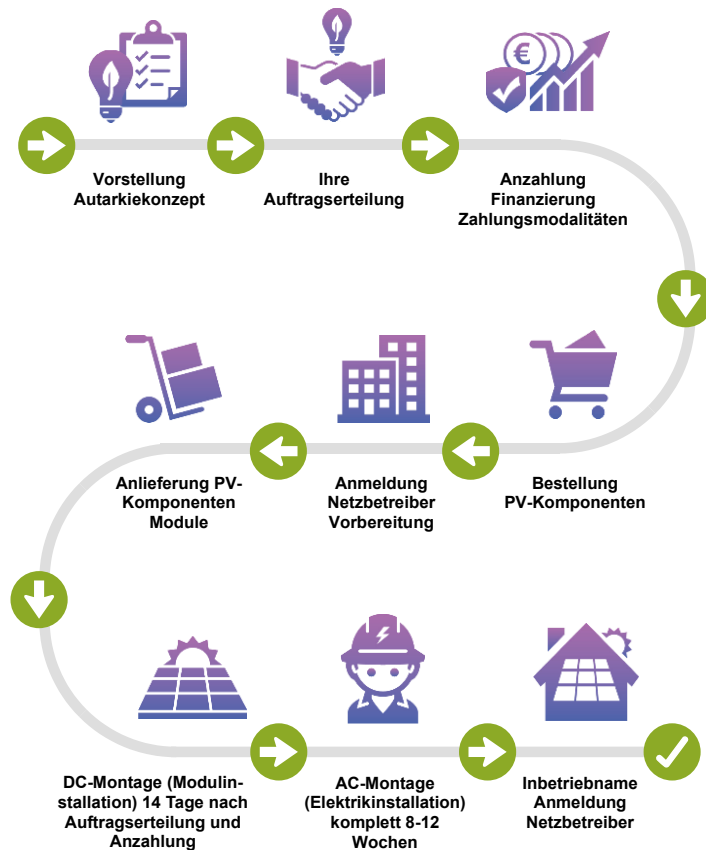 Vorstellung
Autarkiekonzept
Ihre
Auftragserteilung
Anzahlung
Finanzierung
Zahlungsmodalitäten
Bestellung
PV-Komponenten
Anmeldung
Netzbetreiber
Vorbereitung
Anlieferung PV-
Komponenten
Module
DC-Montage (Modulin-
stallation) 14 Tage nach
Auftragserteilung und
Anzahlung
AC-Montage
(Elektrikinstallation)
komplett 8-12
Wochen
Inbetriebname
Anmeldung
Netzbetreiber